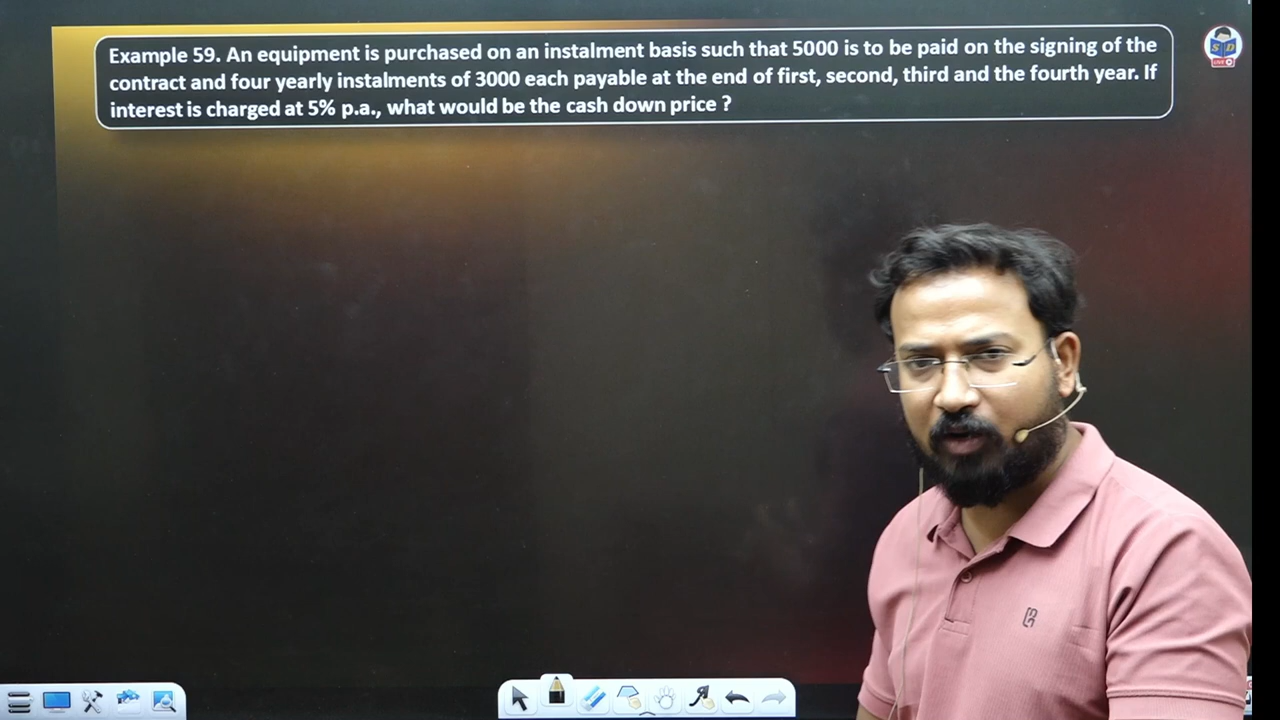 Example 59. An equipment is purchased on an instalment basis such that 5000 is to be paid on the signing of the
contract and four yearly instalments of 3000 each payable at the end of first, second, third and the fourth year. If
interest is charged at 5% p.a., what would be the cash down price ?
S D
LIVE